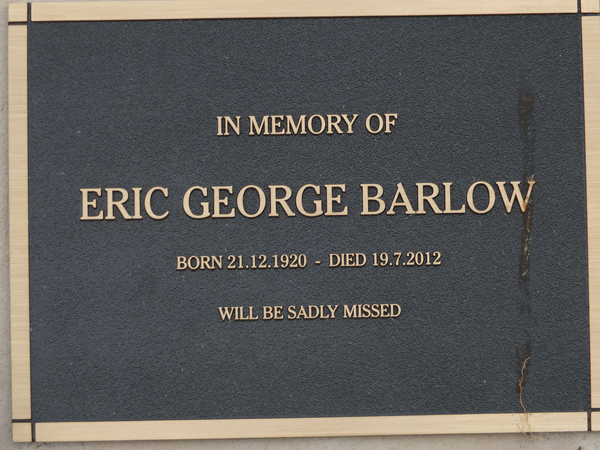 IN MEMORY OF
ERIC GEORGE BARLOW
BORN 21.12.1920 - DIED 19.7.2012
WILL BE SADLY MISSED